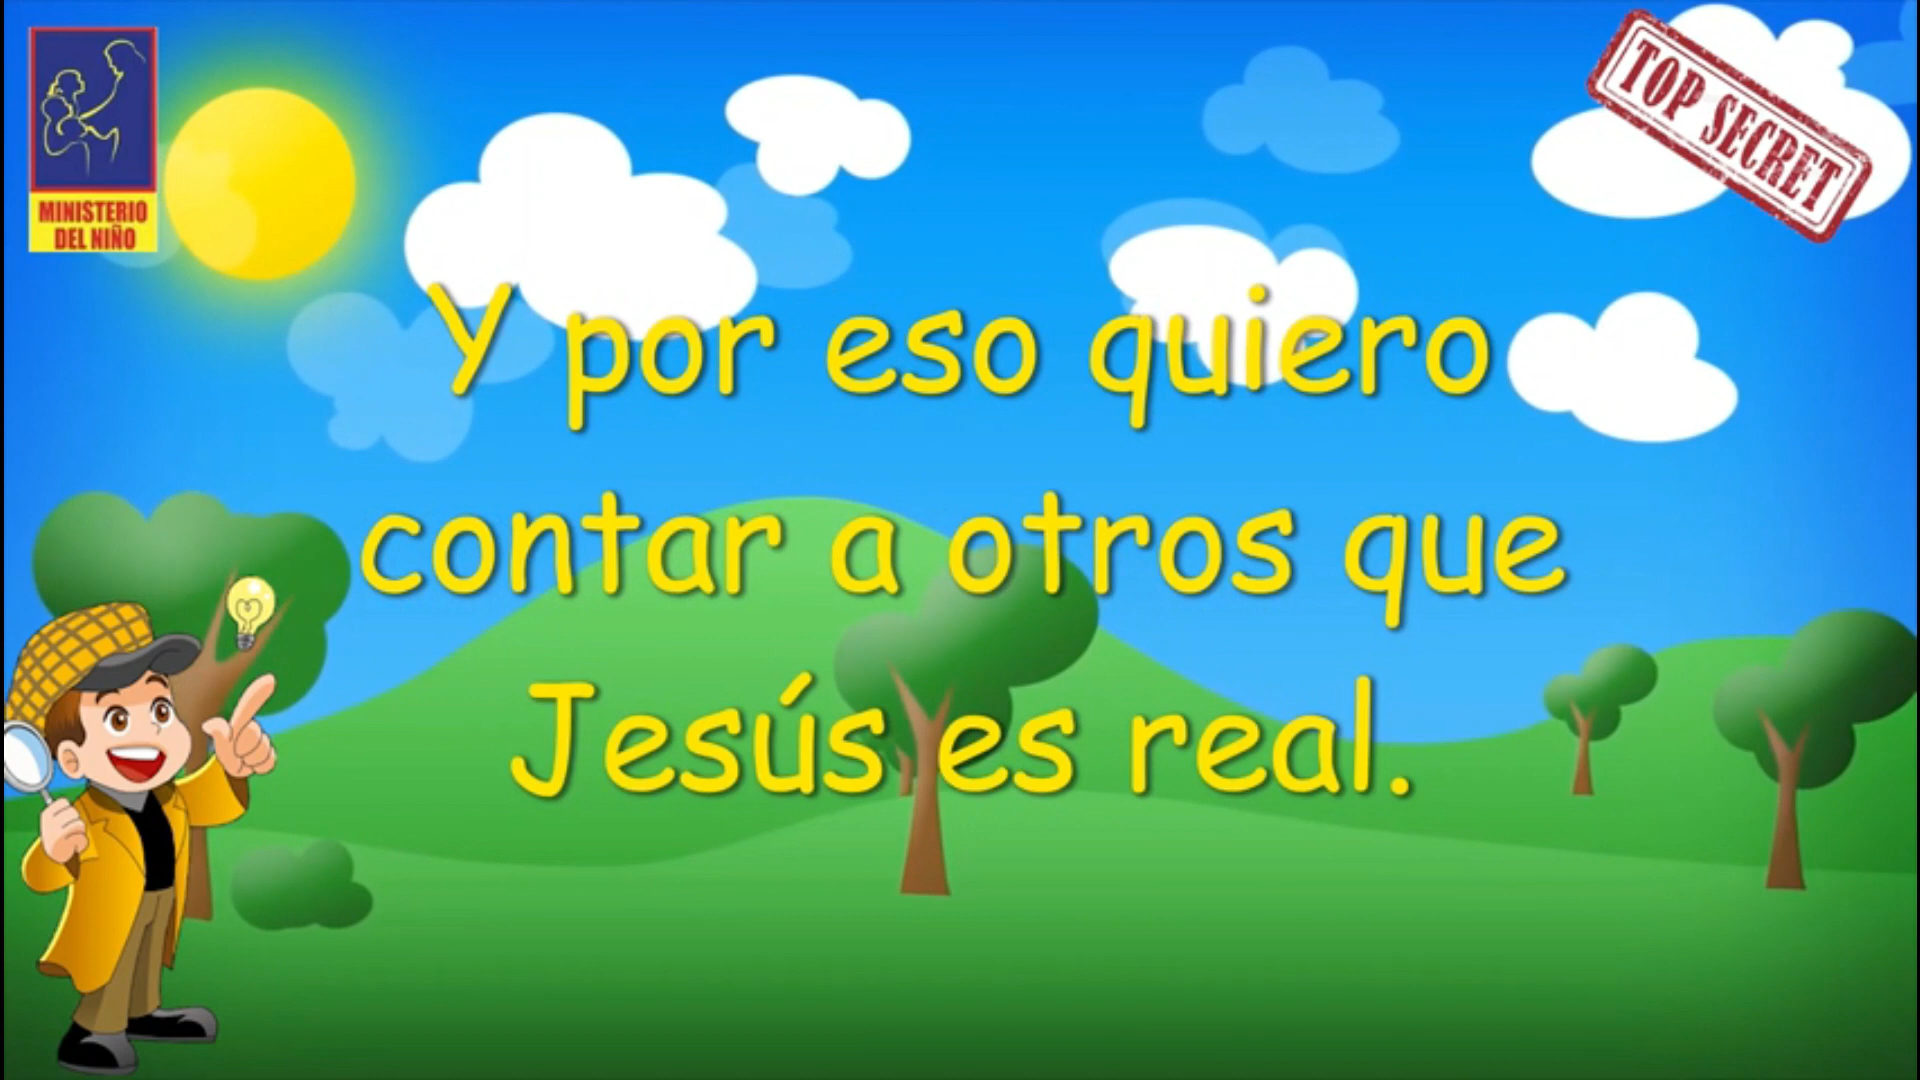 MINISTERIO
DEL NIÑO
TOP SECRET
Y por eso quiero
contar a otros que
Jesús es real.